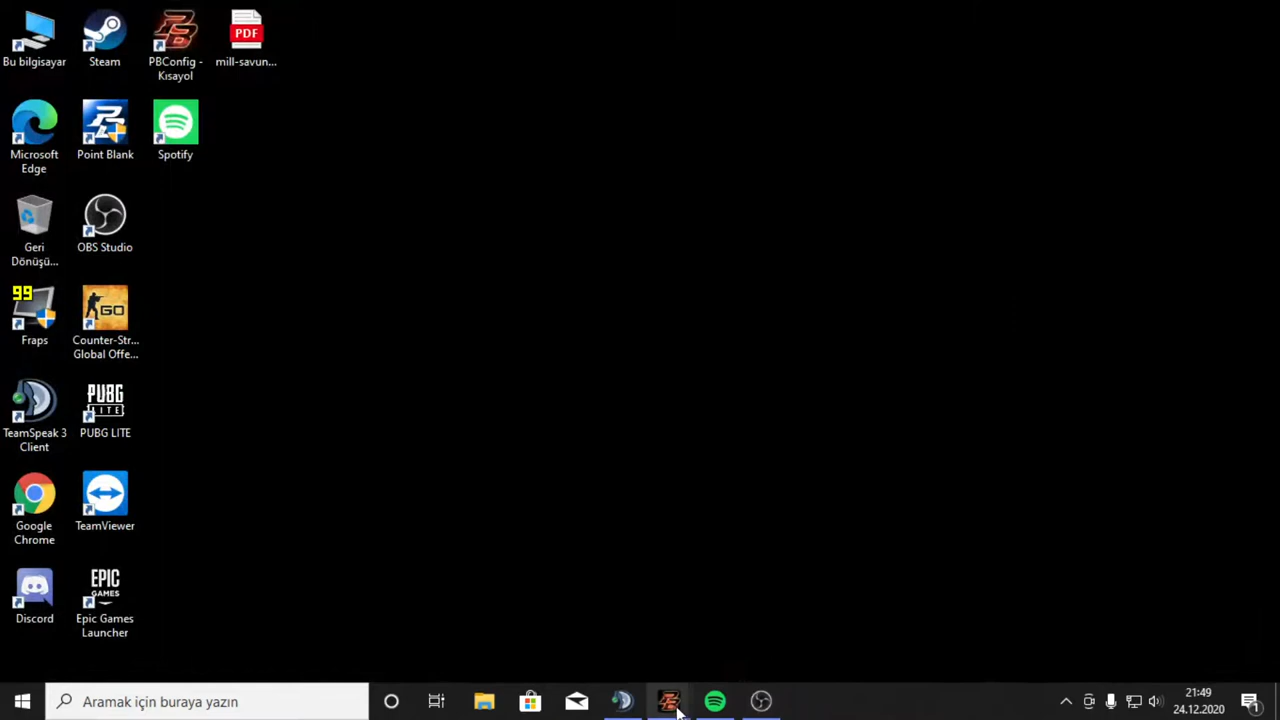 Bu bilgisayar
Steam
PBConfig -
Kısayol
PDF
mill-savun...
Microsoft
Edge
Point Blank
Spotify
Geri
Dönüşü...
OBS Studio
99
Fraps
GO
Counter-Str...
Global Offe...
TeamSpeak 3
Client
PUBG
LITE
PUBG LITE
Google
Chrome
TeamViewer
Discord
EPIC
GAMES
Epic Games
Launcher
Aramak için buraya yazın
21:49
24.12.2020
1